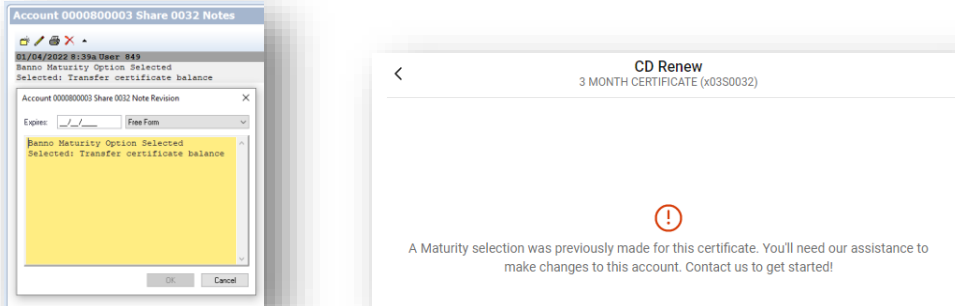 Account 0000800003 Share 0032 Notes
01/04/2022 8:39a User 849
Banno Maturity Option Selected
Selected: Transfer certificate balance
Account 0000800003 Share 0032 Note Revision
Expires: __/__/____ Free Form
Banno Maturity Option Selected
Selected: Transfer certificate balance
OK Cancel
CD Renew
3 MONTH CERTIFICATE (x03S0032)
A Maturity selection was previously made for this certificate. You'll need our assistance to
make changes to this account. Contact us to get started!